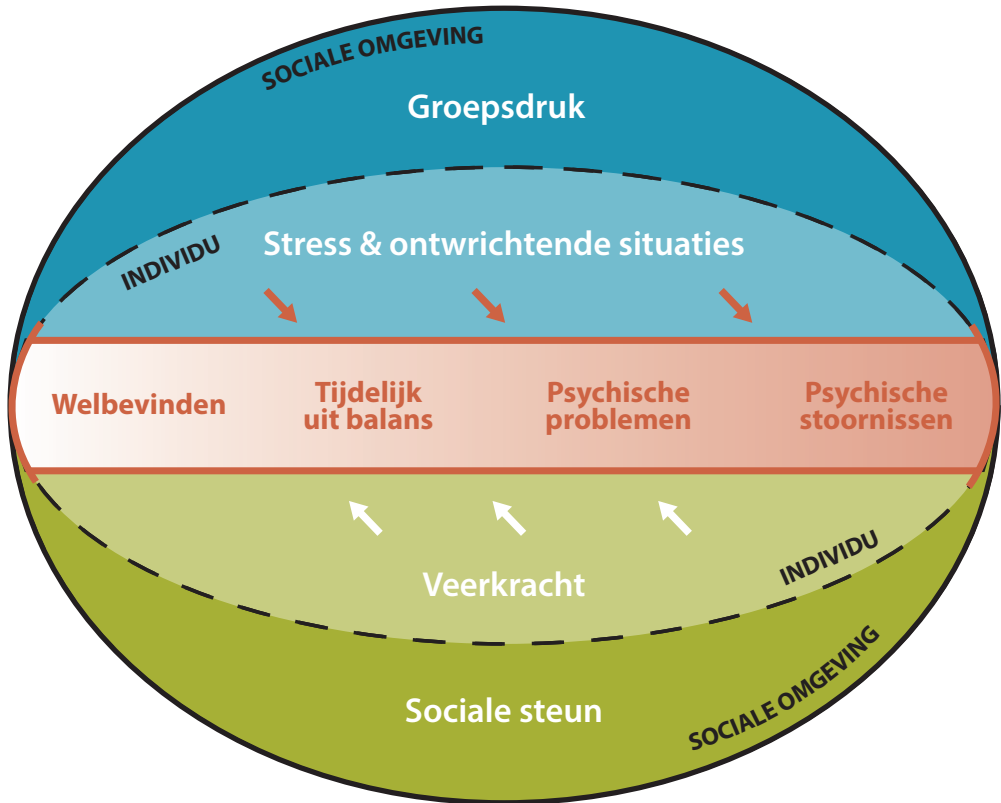 SOCIALE OMGEVING
Groepsdruk
INDIVIDU
Stress & ontwrichtende situaties
Welbevinden
Tijdelijk
uit balans
Psychische
problemen
Psychische
stoornissen
INDIVIDU
Veerkracht
SOCIALE OMGEVING
Sociale steun